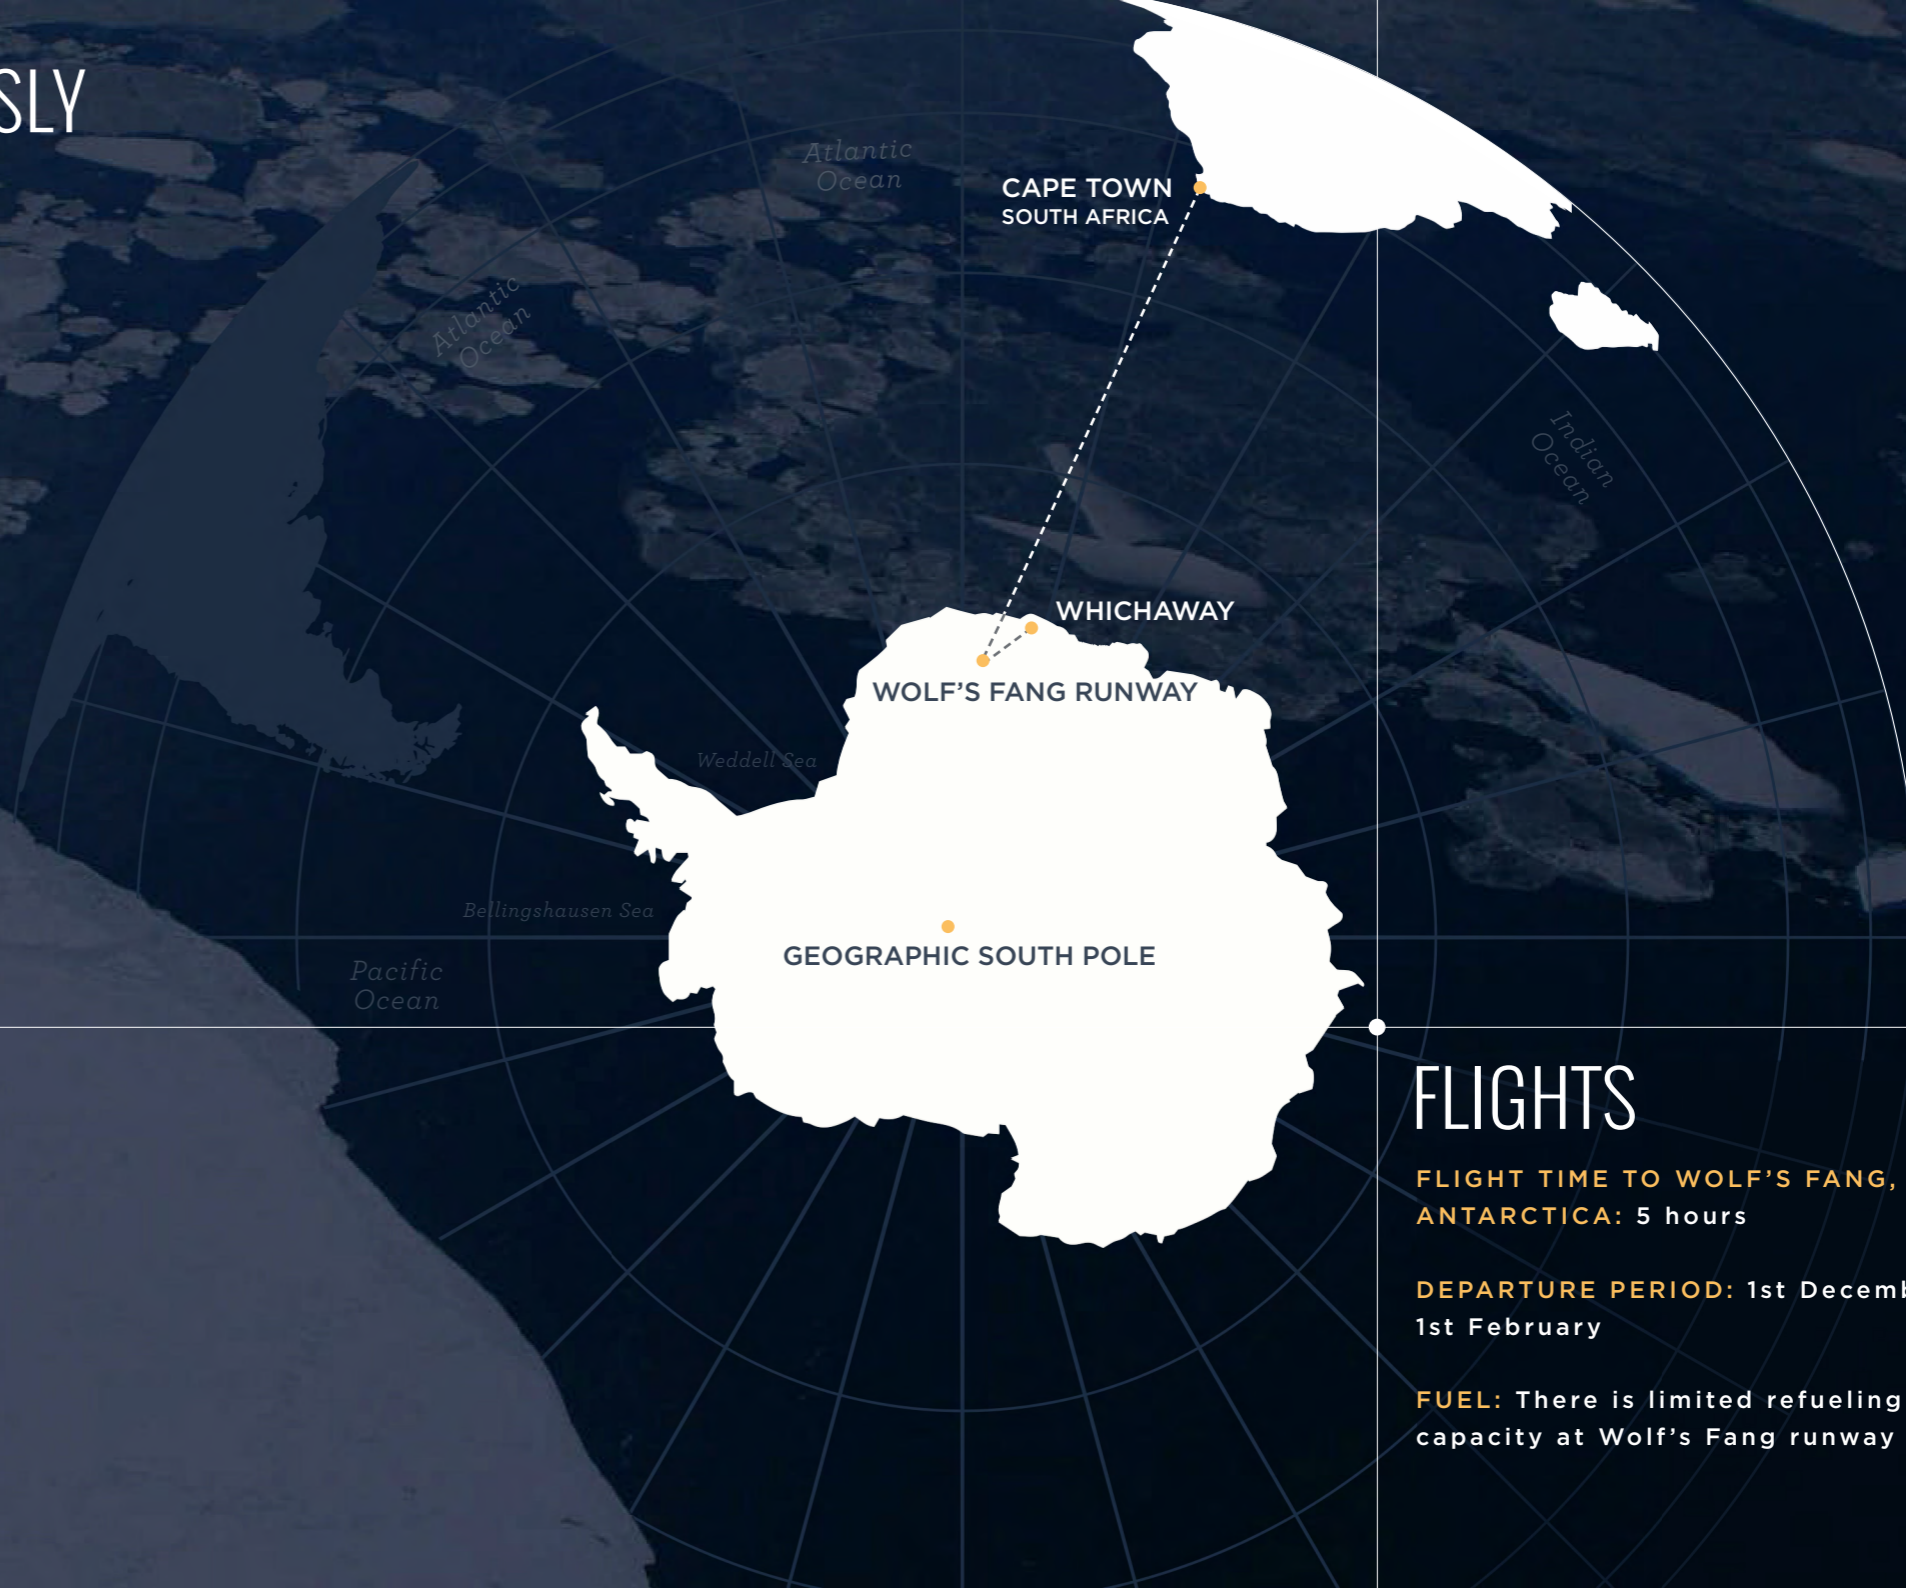 SLY
Atlantic
Ocean
CAPE TOWN
SOUTH AFRICA
Atlantic
Ocean
Indian
Ocean
WHICHAWAY
WOLF’S FANG RUNWAY
Weddell Sea
Bellingshausen Sea
GEOGRAPHIC SOUTH POLE
Pacific
Ocean
FLIGHTS
FLIGHT TIME TO WOLF’S FANG,
ANTARCTICA: 5 hours
DEPARTURE PERIOD: 1st Decemb
1st February
FUEL: There is limited refueling
capacity at Wolf’s Fang runway